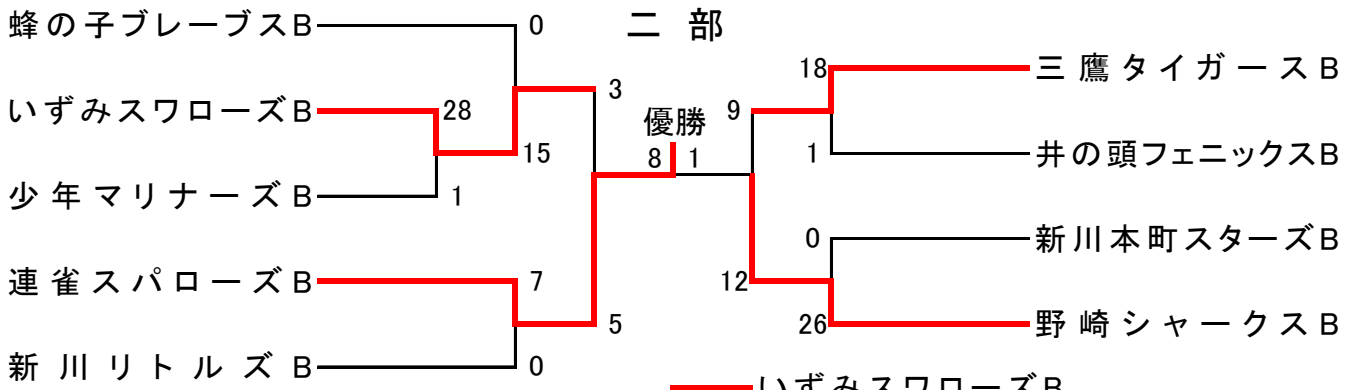 二部
蜂の子ブレーブスB
0
いずみスワローズB
28
15
少年マリナーズB
1
3
連雀スパローズB
7
新川リトルズB
0
5
優勝
8 1
18
三鷹タイガースB
9
1
井の頭フェニックスB
0
新川本町スターズB
12
26
野崎シャークスB
いずみスワローズB